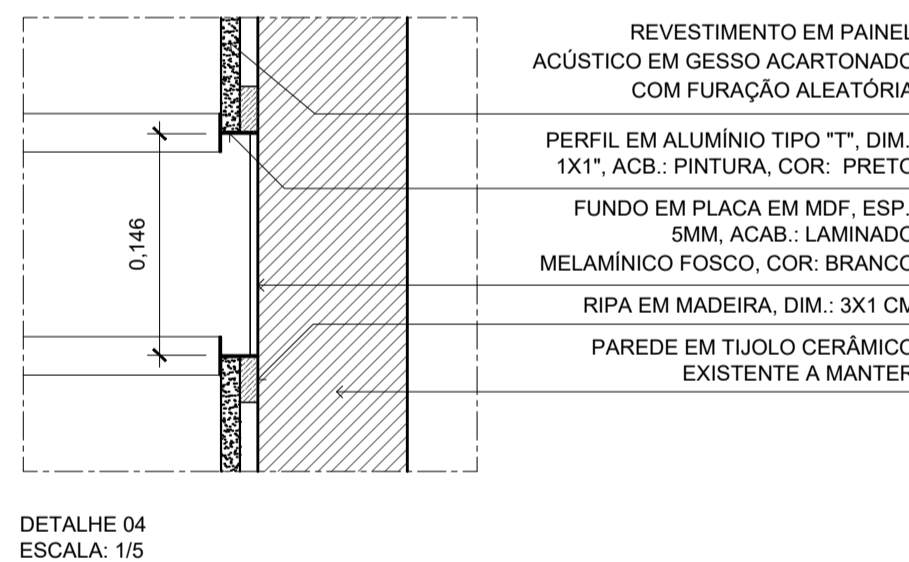 REVESTIMENTO EM PAINEL
ACÚSTICO EM GESSO ACARTONADO
COM FURAÇÃO ALEATÓRIA
PERFIL EM ALUMÍNIO TIPO "T", DIM.
1X1", ACB.: PINTURA, COR: PRETO
FUNDO EM PLACA EM MDF, ESP.
5MM, ACAB.: LAMINADO
MELAMÍNICO FOSCO, COR: BRANCO
RIPA EM MADEIRA, DIM.: 3X1 CM
PAREDE EM TIJOLO CERÂMICO
EXISTENTE A MANTER
0,146
DETALHE 04
ESCALA: 1/5